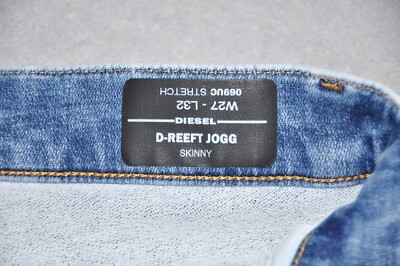 069UC STRETCH
W27 - L32
DIESEL
D-REEFT JOGG
SKINNY